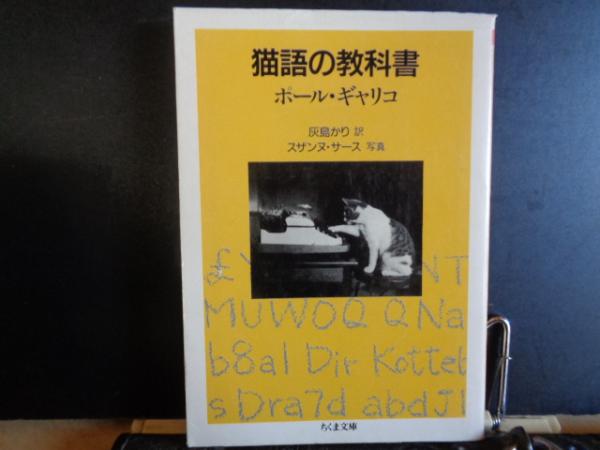 猫語の教科書
ポール・ギャリコ
灰島かり 訳
スザンヌ・サース 写真
£Y NT
MUWOQ QNa
b8a1 Dir Kotteb
s Dra7d abdJ!
ちくま文庫